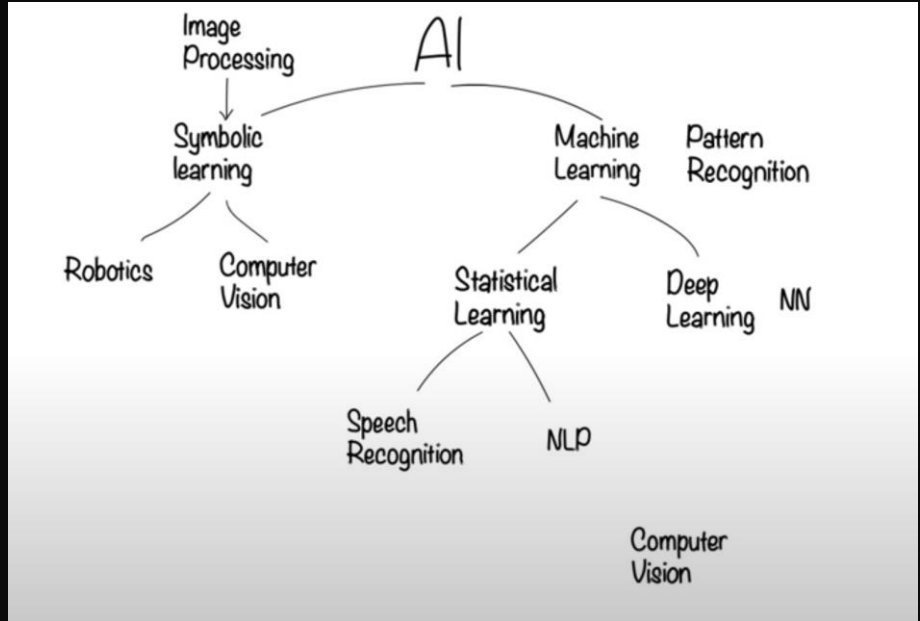 Image
Processing
AI
Symbolic
learning
Machine
Learning
Pattern
Recognition
Robotics
Computer
Vision
Statistical
Learning
Deep
Learning
NN
Speech
Recognition
NLP
Computer
Vision